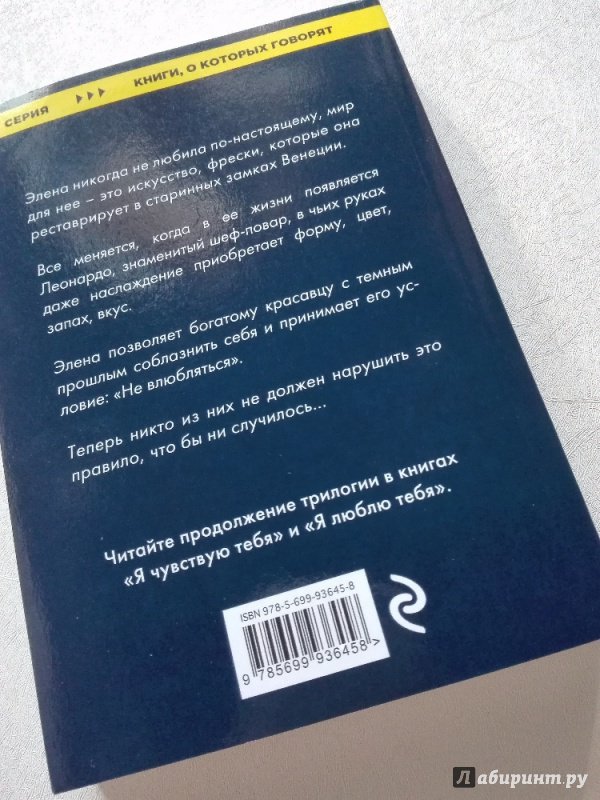 СЕРИЯ ▸▸▸ КНИГИ, О КОТОРЫХ ГОВОРЯТ
Элена никогда не любила по-настоящему, мир
для нее – это искусство, фрески, которые она
реставрирует в старинных замках Венеции.
Все меняется, когда в ее жизни появляется
Леонардо, знаменитый шеф-повар, в чьих руках
даже наслаждение приобретает форму, цвет,
запах, вкус.
Элена позволяет богатому красавцу с темным
прошлым соблазнить себя и принимает его ус-
ловие: «Не влюбляться».
Теперь никто из них не должен нарушить это
правило, что бы ни случилось...
Читайте продолжение трилогии в книгах
«Я чувствую тебя» и «Я люблю тебя».
ISBN 978-5-699-93645-8
9 785699 936458 >
лабиринт.ру